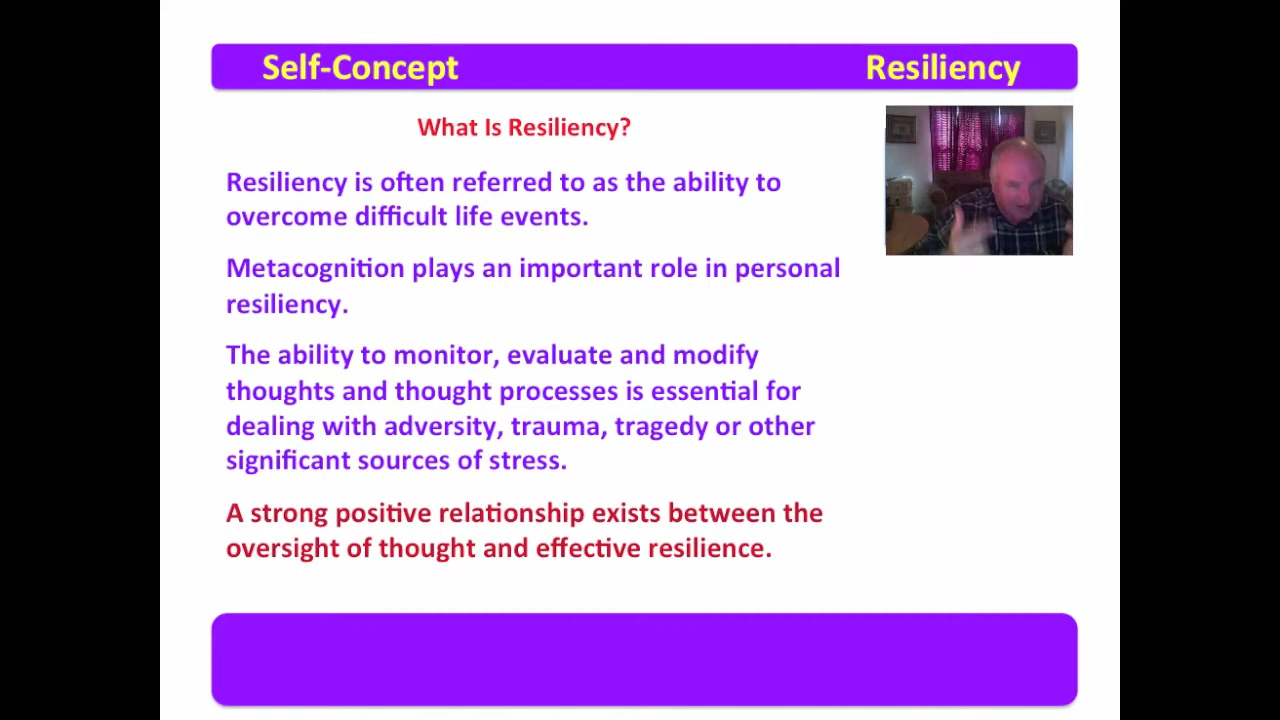 Self-Concept Resiliency
What Is Resiliency?
Resiliency is often referred to as the ability to
overcome difficult life events.
Metacognition plays an important role in personal
resiliency.
The ability to monitor, evaluate and modify
thoughts and thought processes is essential for
dealing with adversity, trauma, tragedy or other
significant sources of stress.
A strong positive relationship exists between the
oversight of thought and effective resilience.